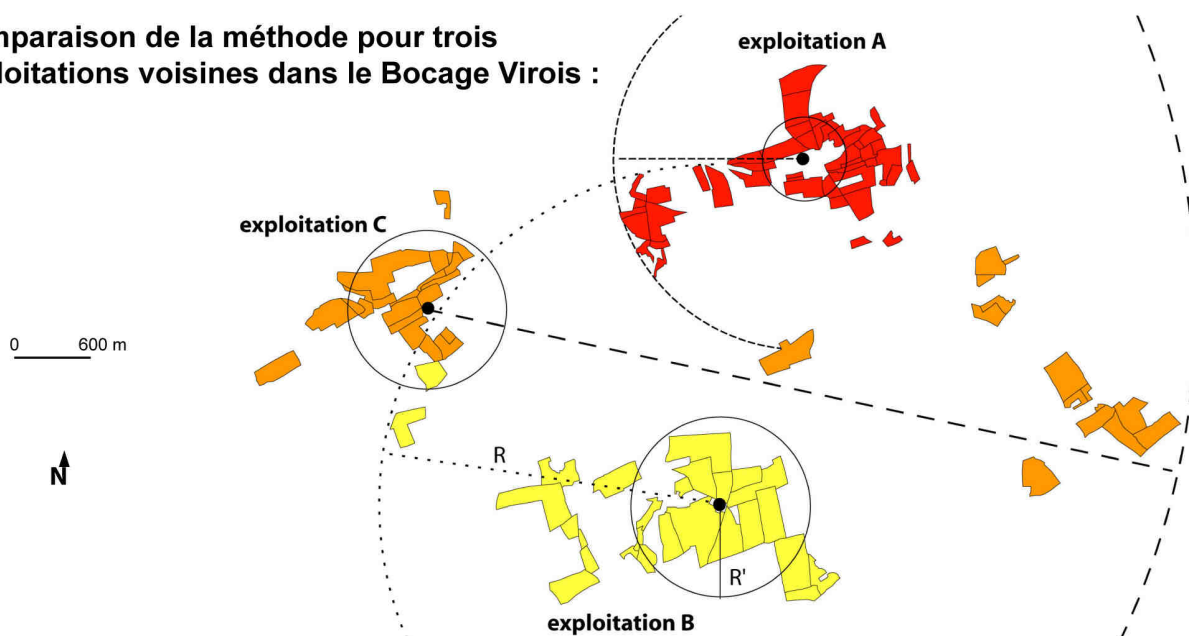 mparaison de la méthode pour trois
loitations voisines dans le Bocage Virois :
exploitation A
exploitation C
0 600 m
N
R
R'
exploitation B